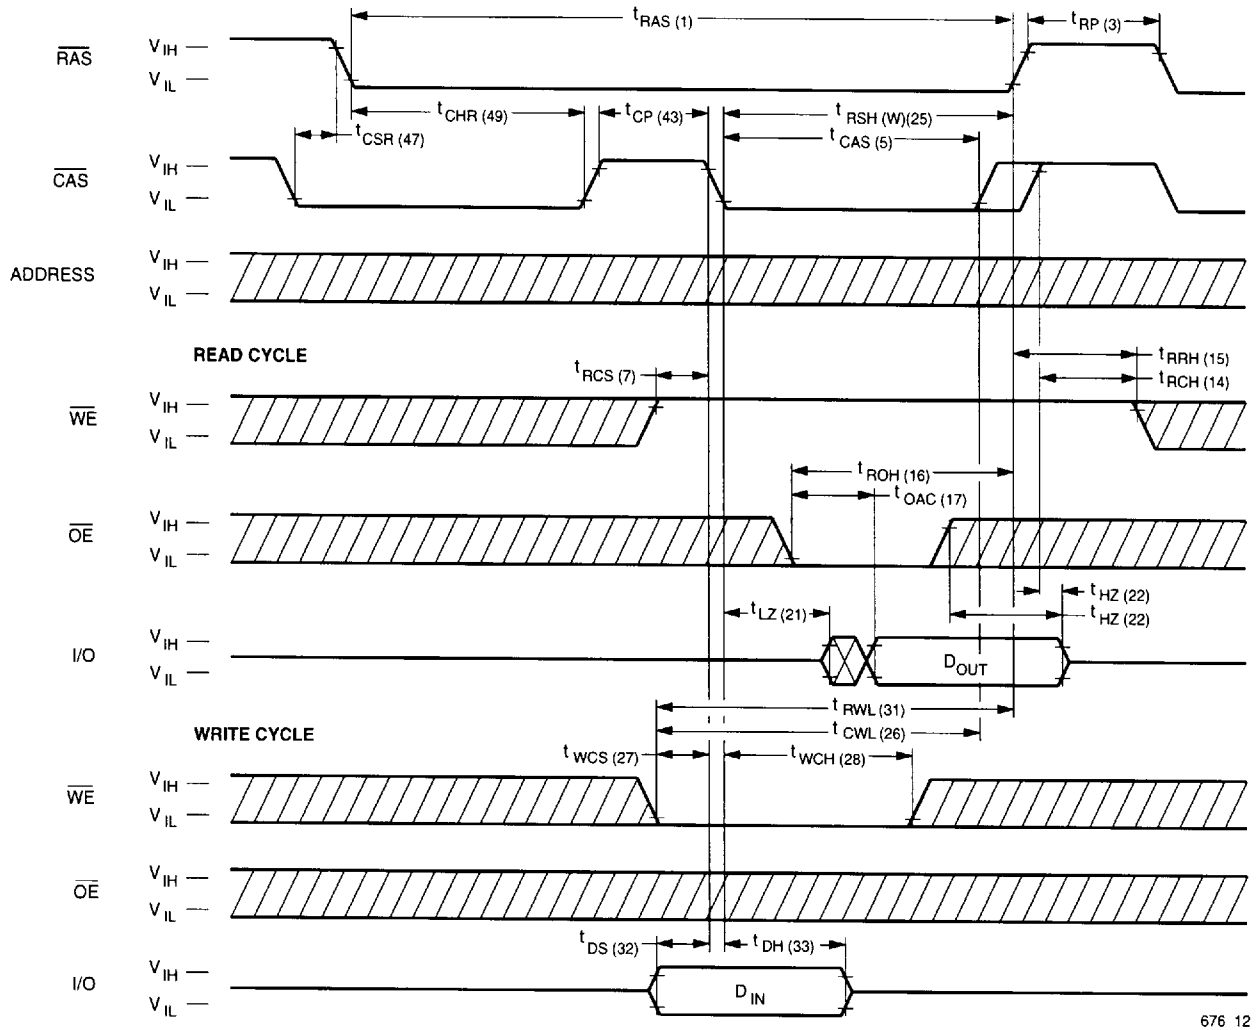 t RAS (1)
t RP (3)
RAS
V IH
V IL
t CHR (49)
t CP (43)
t RSH (W)(25)
t CSR (47)
t CAS (5)
CAS
V IH
V IL
ADDRESS
V IH
V IL
READ CYCLE
t RCS (7)
t RRH (15)
t RCH (14)
WE
V IH
V IL
t ROH (16)
t OAC (17)
OE
V IH
V IL
t HZ (22)
t LZ (21)
t HZ (22)
I/O
V IH
V IL
D OUT
t RWL (31)
WRITE CYCLE
t CWL (26)
t WCS (27)
t WCH (28)
WE
V IH
V IL
OE
V IH
V IL
t DS (32)
t DH (33)
I/O
V IH
V IL
D IN
676 12